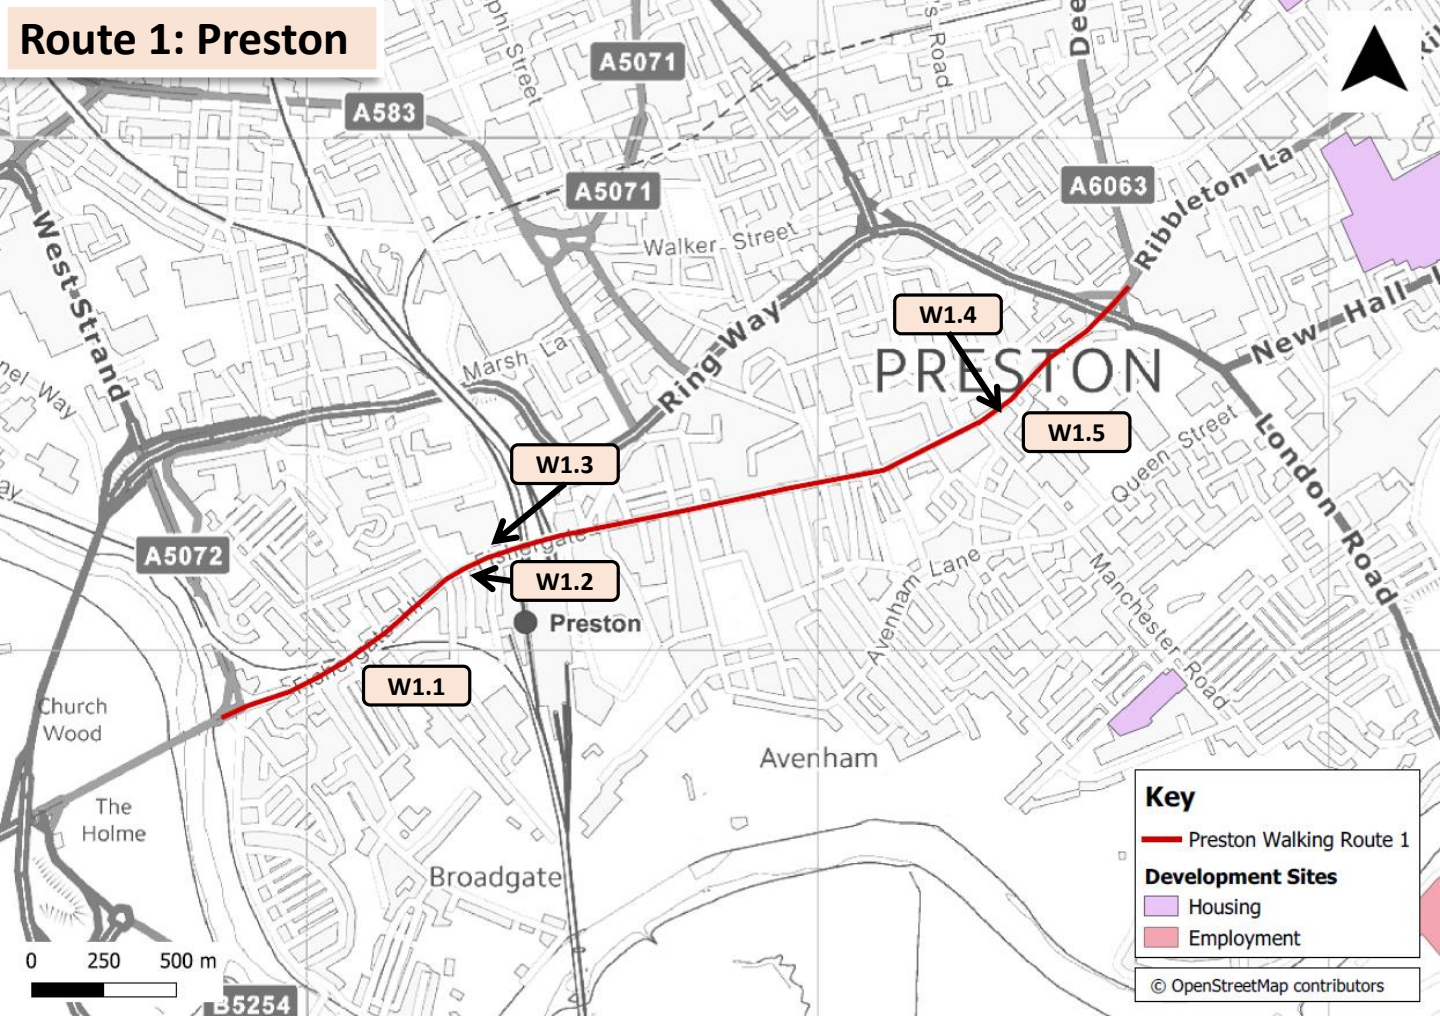 Route 1: Preston
A5071
A583
A5071
A6063
Ribbleton La
Walker Street
West Strand
Ring Way
Marsh La
New Hall
W1.4
PRESTON
W1.5
Queen Street
London Road
W1.3
Fishergate
A5072
W1.2
Preston
Avenham Lane
Manchester Road
W1.1
Church
Wood
Avenham
The
Holme
Broadgate
Key
Preston Walking Route 1
Development Sites
Housing
Employment
© OpenStreetMap contributors
0 250 500 m
B5254